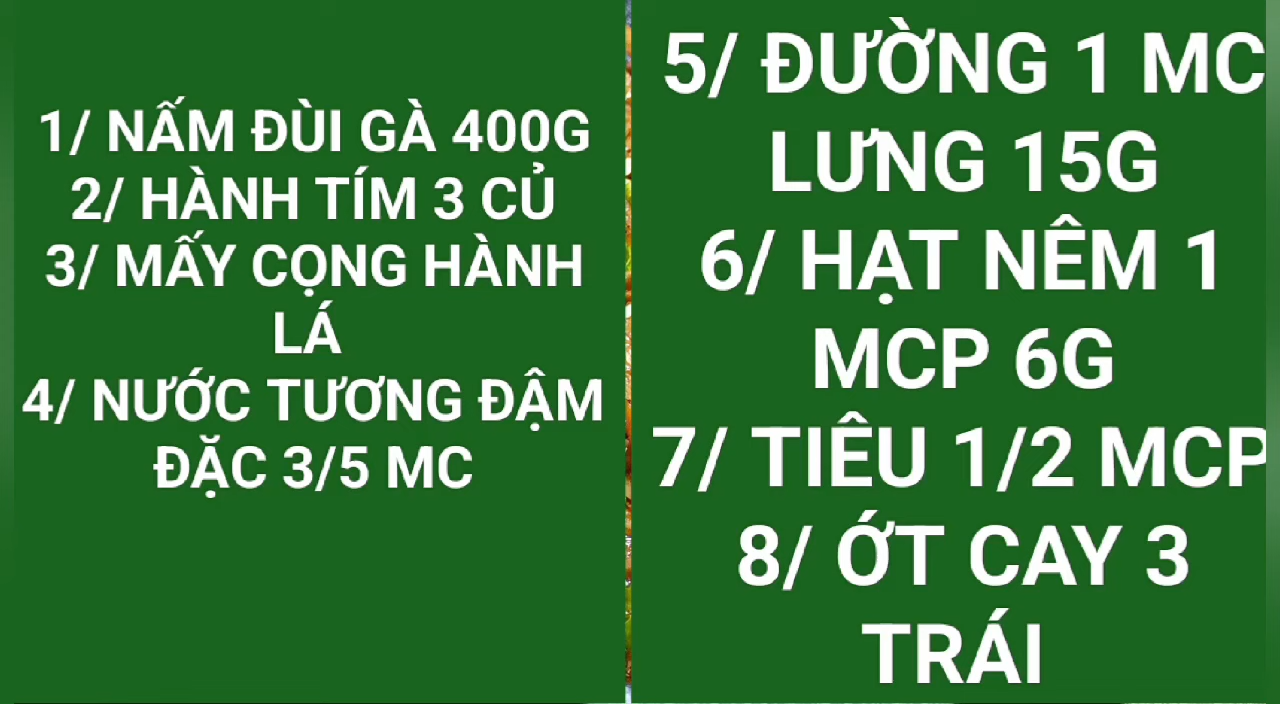 1/ NẤM ĐÙI GÀ 400G
2/ HÀNH TÍM 3 CỦ
3/ MẤY CỌNG HÀNH
LÁ
4/ NƯỚC TƯƠNG ĐẬM
ĐẶC 3/5 MC
5/ ĐƯỜNG 1 MC
LƯNG 15G
6/ HẠT NÊM 1
MCP 6G
7/ TIÊU 1/2 MCP
8/ ỚT CAY 3
TRÁI